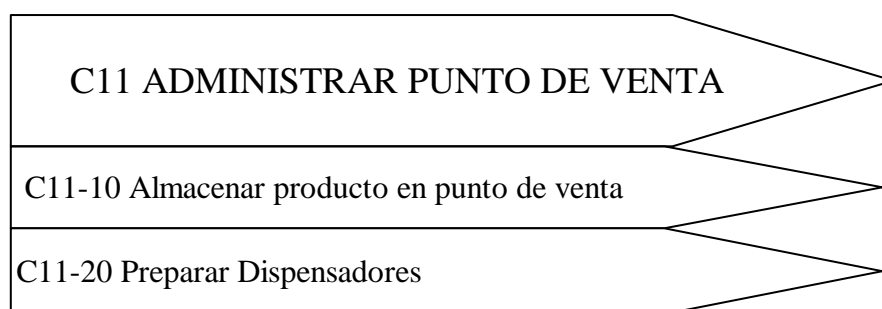 C11 ADMINISTRAR PUNTO DE VENTA
C11-10 Almacenar producto en punto de venta
C11-20 Preparar Dispensadores